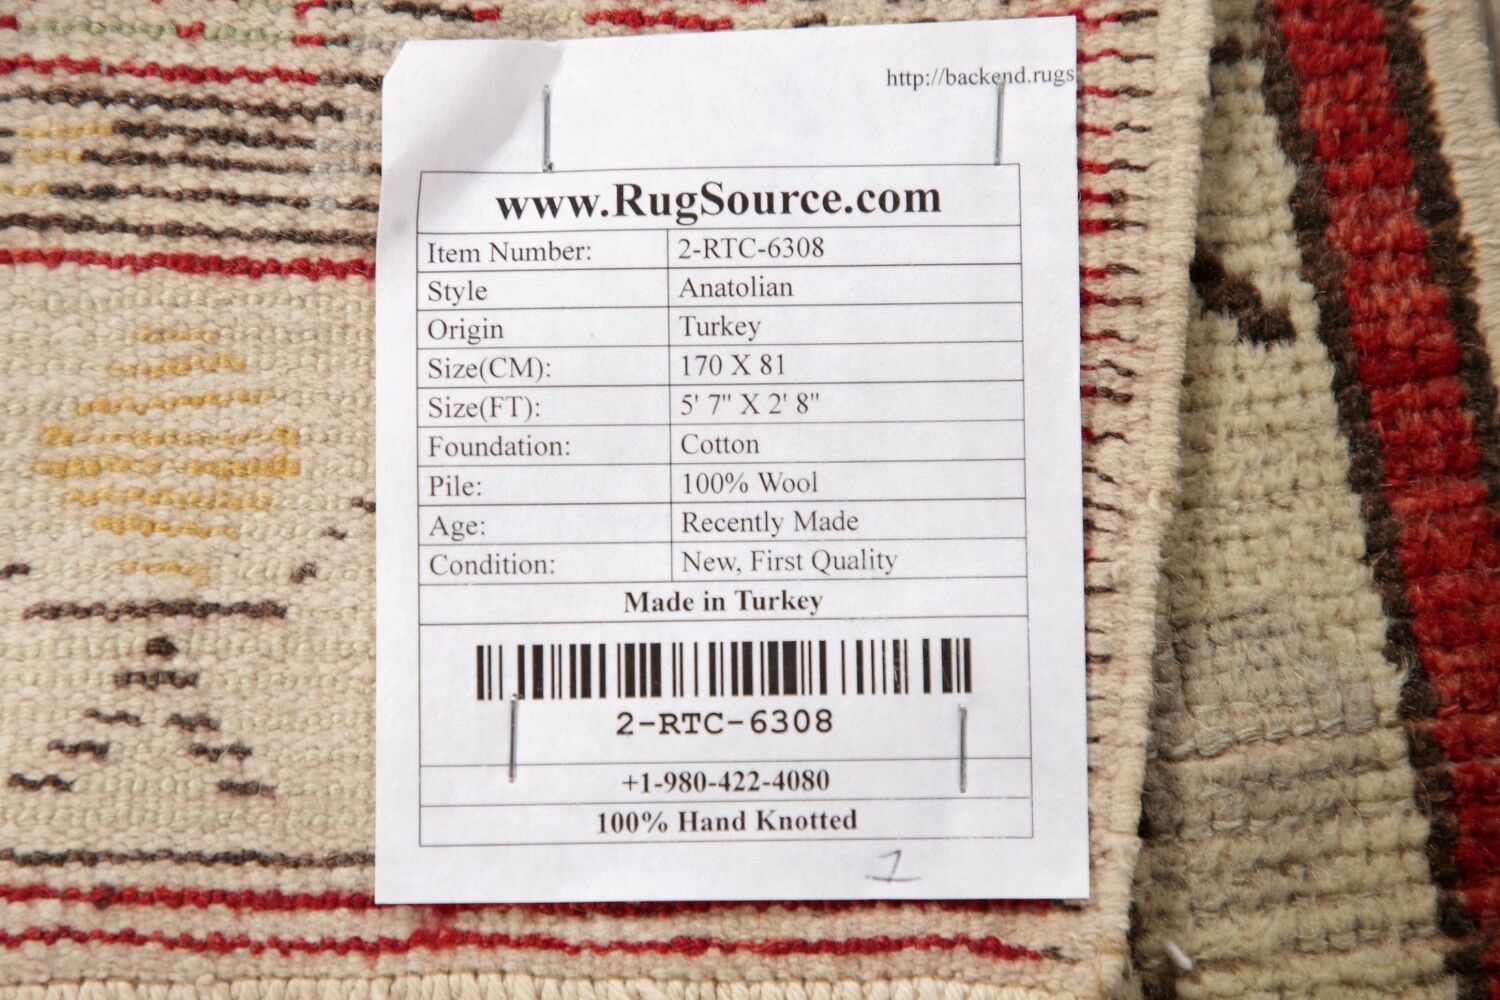 http://backend.rugs
www.RugSource.com
Item Number: 2-RTC-6308
Style Anatolian
Origin Turkey
Size(CM): 170 X 81
Size(FT): 5' 7" X 2' 8"
Foundation: Cotton
Pile: 100% Wool
Age: Recently Made
Condition: New, First Quality
Made in Turkey
2-RTC-6308
+1-980-422-4080
100% Hand Knotted
1